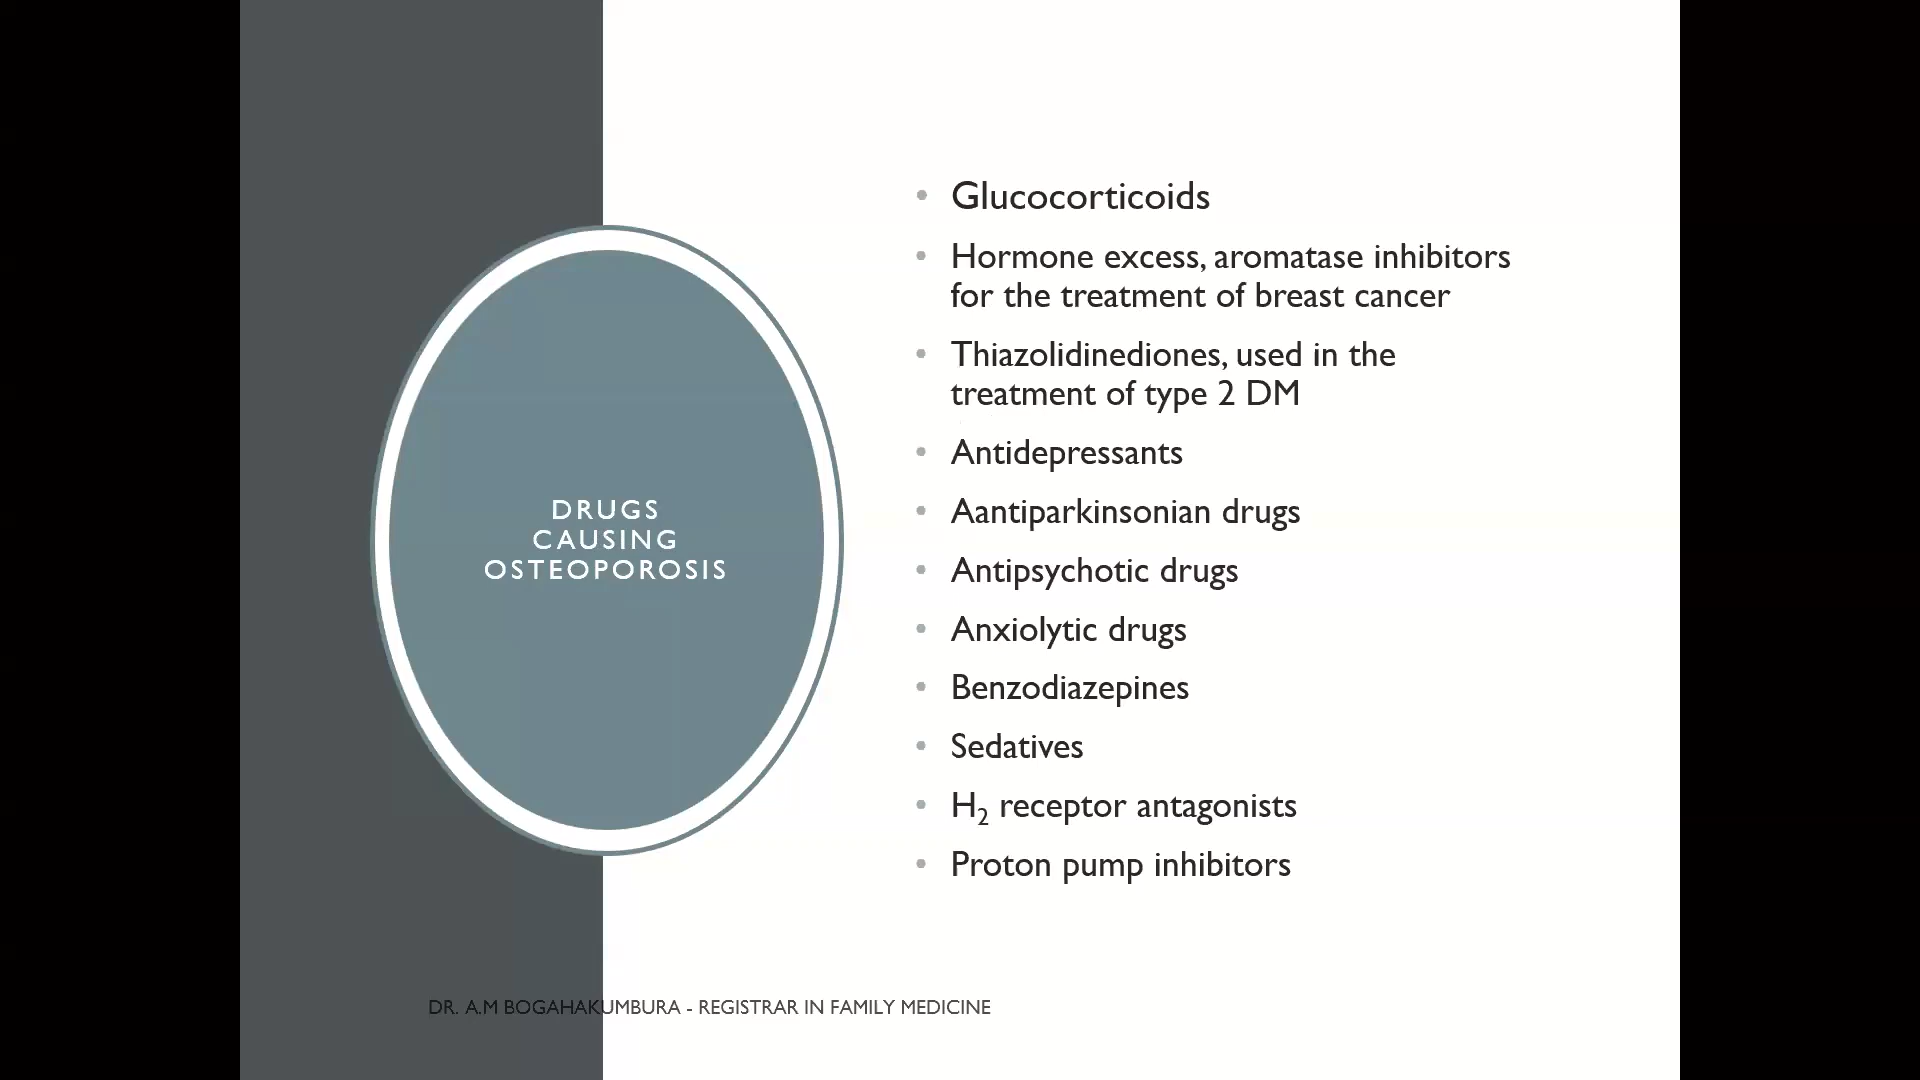 DRUGS
CAUSING
OSTEOPOROSIS
• Glucocorticoids
• Hormone excess, aromatase inhibitors
for the treatment of breast cancer
• Thiazolidinediones, used in the
treatment of type 2 DM
• Antidepressants
• Aantiparkinsonian drugs
• Antipsychotic drugs
• Anxiolytic drugs
• Benzodiazepines
• Sedatives
• H₂ receptor antagonists
• Proton pump inhibitors
DR. A.M BOGAHAKUMBURA - REGISTRAR IN FAMILY MEDICINE